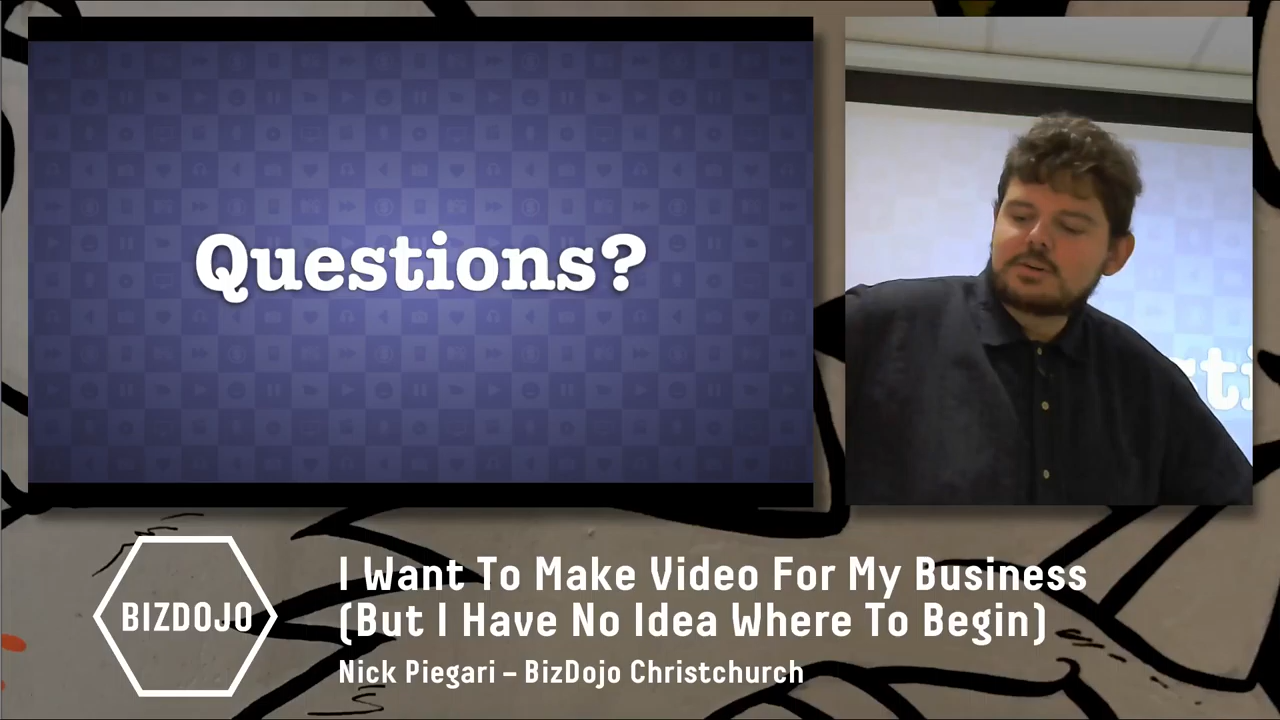 Questions?
BIZDOJO
I Want To Make Video For My Business
(But I Have No Idea Where To Begin)
Nick Piegari – BizDojo Christchurch